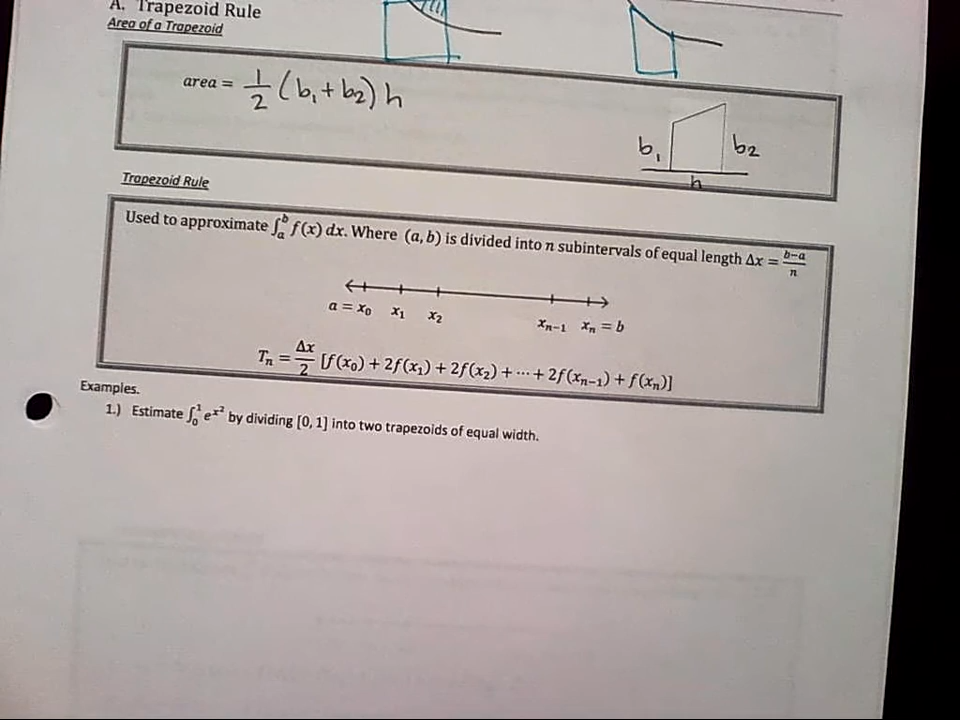 A. Trapezoid Rule
Area of a Trapezoid
area = 1/2 (b₁ + b₂) h
b₁ b₂
h
Trapezoid Rule
Used to approximate ∫ₐᵇ f(x) dx. Where (a, b) is divided into n subintervals of equal length Δx = (b−a)/n
a = x₀ x₁ x₂ xₙ₋₁ xₙ = b
Tₙ = Δx/2 [f(x₀) + 2f(x₁) + 2f(x₂) + ⋯ + 2f(xₙ₋₁) + f(xₙ)]
Examples.
1.) Estimate ∫₀¹ e^x² by dividing [0, 1] into two trapezoids of equal width.